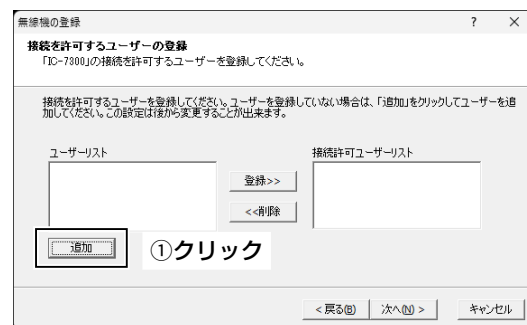 無線機の登録 ? ×
接続を許可するユーザーの登録
「IC-7300」の接続を許可するユーザーを登録してください。
接続を許可するユーザーを登録してください。ユーザーを登録していない場合は、「追加」をクリックしてユーザーを追
加してください。この設定は後から変更することが出来ます。
ユーザーリスト
接続許可ユーザーリスト
登録>>
<<削除
追加
①クリック
< 戻る(B)
次へ(N) >
キャンセル